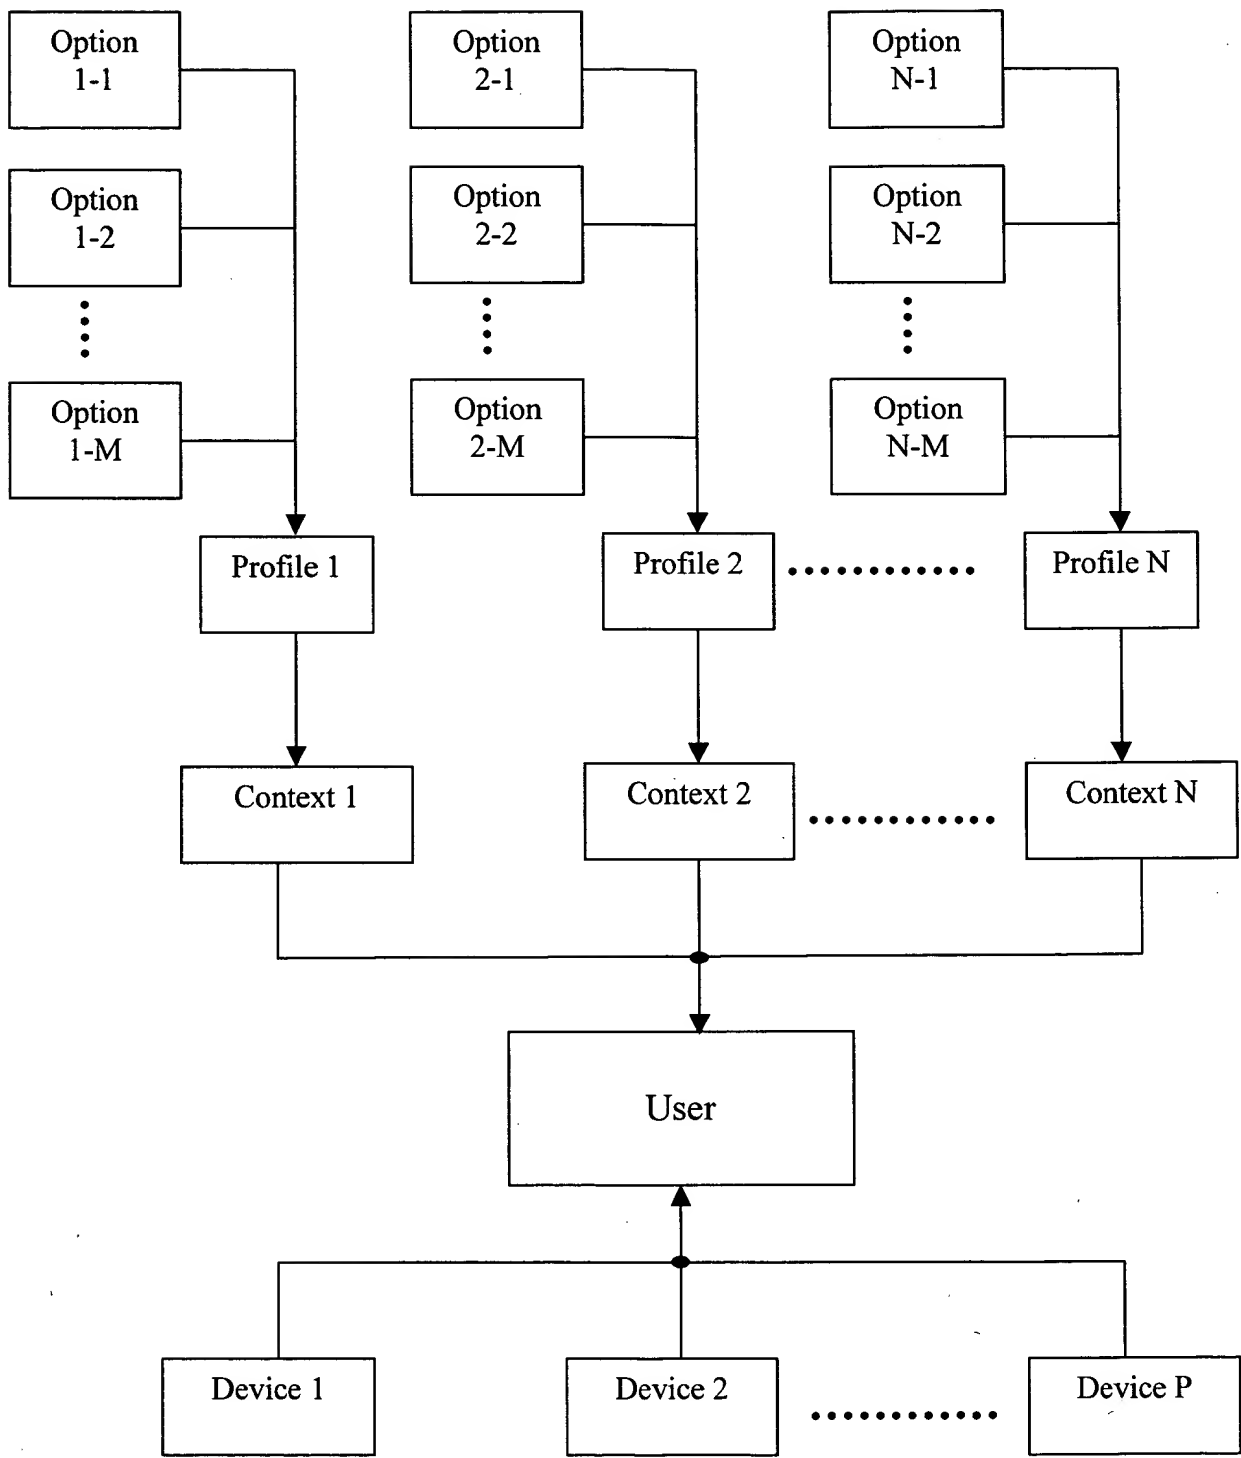 Option
1-1
Option
2-1
Option
N-1
Option
1-2
Option
2-2
Option
N-2
Option
1-M
Option
2-M
Option
N-M
Profile 1
Profile 2
Profile N
Context 1
Context 2
Context N
User
Device 1
Device 2
Device P